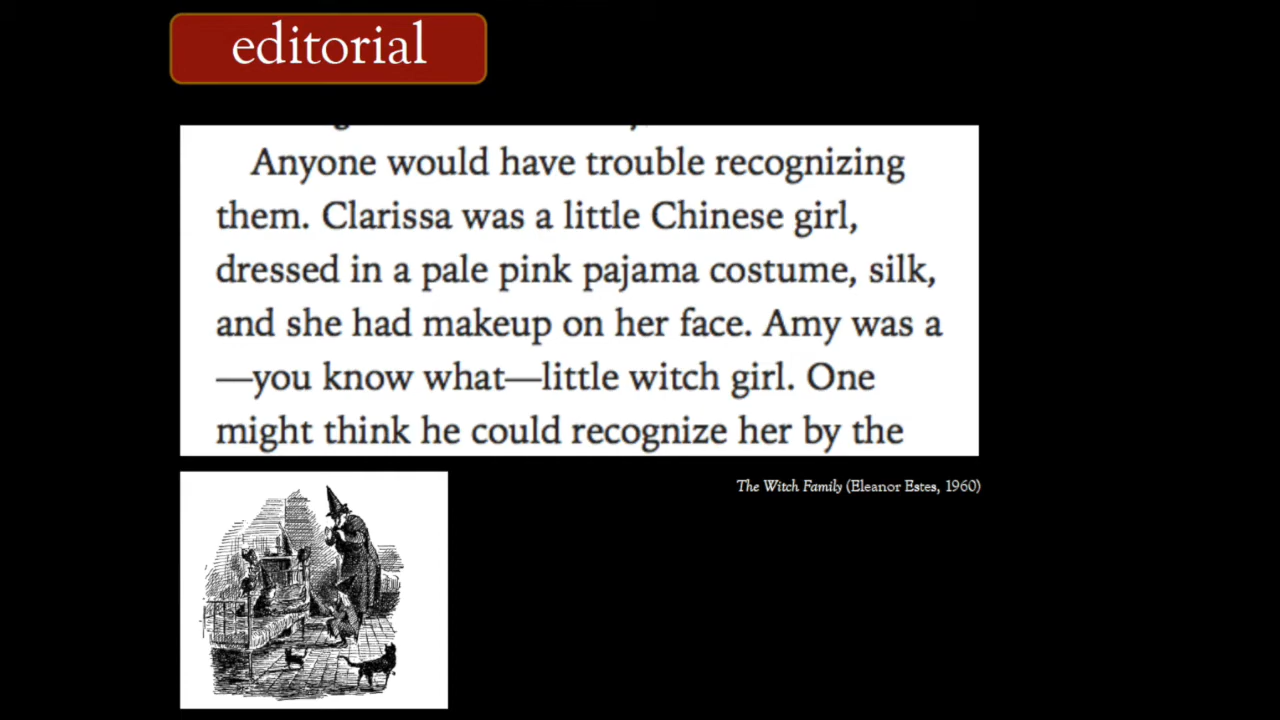 editorial
Anyone would have trouble recognizing
them. Clarissa was a little Chinese girl,
dressed in a pale pink pajama costume, silk,
and she had makeup on her face. Amy was a
—you know what—little witch girl. One
might think he could recognize her by the
The Witch Family (Eleanor Estes, 1960)